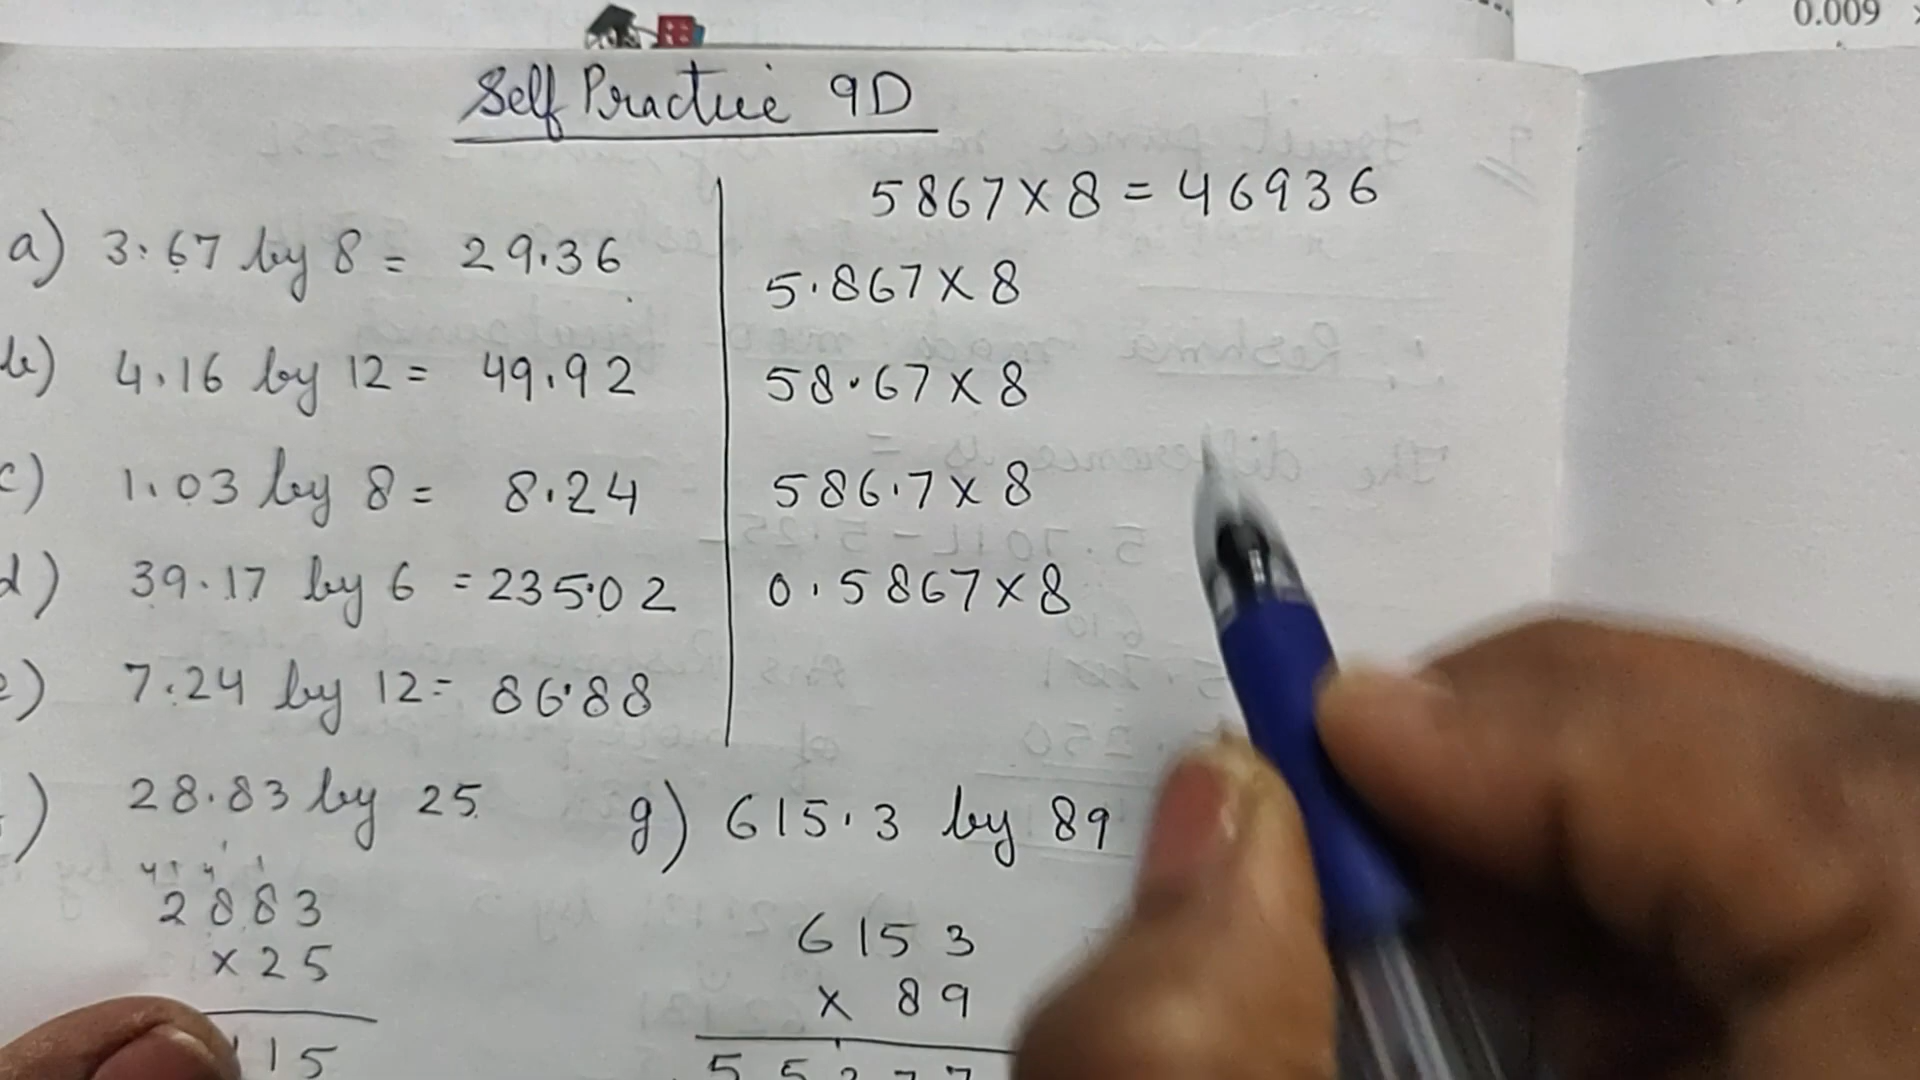 0.009
Self Practice 9D
a) 3.67 by 8 = 29.36
b) 4.16 by 12 = 49.92
c) 1.03 by 8 = 8.24
d) 39.17 by 6 = 235.02
e) 7.24 by 12 = 86.88
) 28.83 by 25
2883
x 25
115
5867 x 8 = 46936
5.867 x 8
58.67 x 8
586.7 x 8
0.5867 x 8
g) 615.3 by 89
6153
x 89
55377